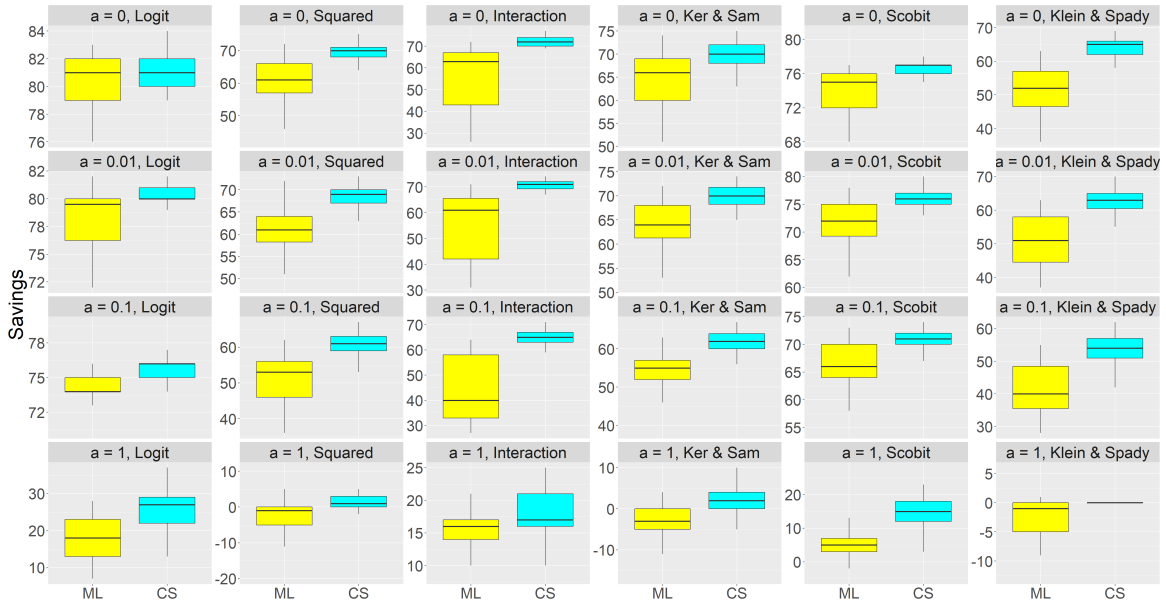 Savings
a = 0, Logit
84
82
80
78
76
a = 0, Squared
70
60
50
a = 0, Interaction
70
60
50
40
30
a = 0, Ker & Sam
75
70
65
60
55
50
a = 0, Scobit
80
76
72
68
a = 0, Klein & Spady
70
60
50
40
a = 0.01, Logit
82
80
78
75
72
a = 0.01, Squared
70
65
60
55
50
a = 0.01, Interaction
70
60
50
40
30
a = 0.01, Ker & Sam
75
70
65
60
55
50
a = 0.01, Scobit
80
75
70
65
60
a = 0.01, Klein & Spady
70
60
50
40
a = 0.1, Logit
78
75
72
a = 0.1, Squared
60
50
40
a = 0.1, Interaction
70
60
50
40
30
a = 0.1, Ker & Sam
60
50
40
a = 0.1, Scobit
75
70
65
60
55
a = 0.1, Klein & Spady
60
50
40
30
a = 1, Logit
30
20
10
ML
CS
a = 1, Squared
10
0
-10
-20
ML
CS
a = 1, Interaction
25
20
15
10
ML
CS
a = 1, Ker & Sam
10
0
-10
ML
CS
a = 1, Scobit
20
10
0
ML
CS
a = 1, Klein & Spady
5
0
-5
-10
ML
CS